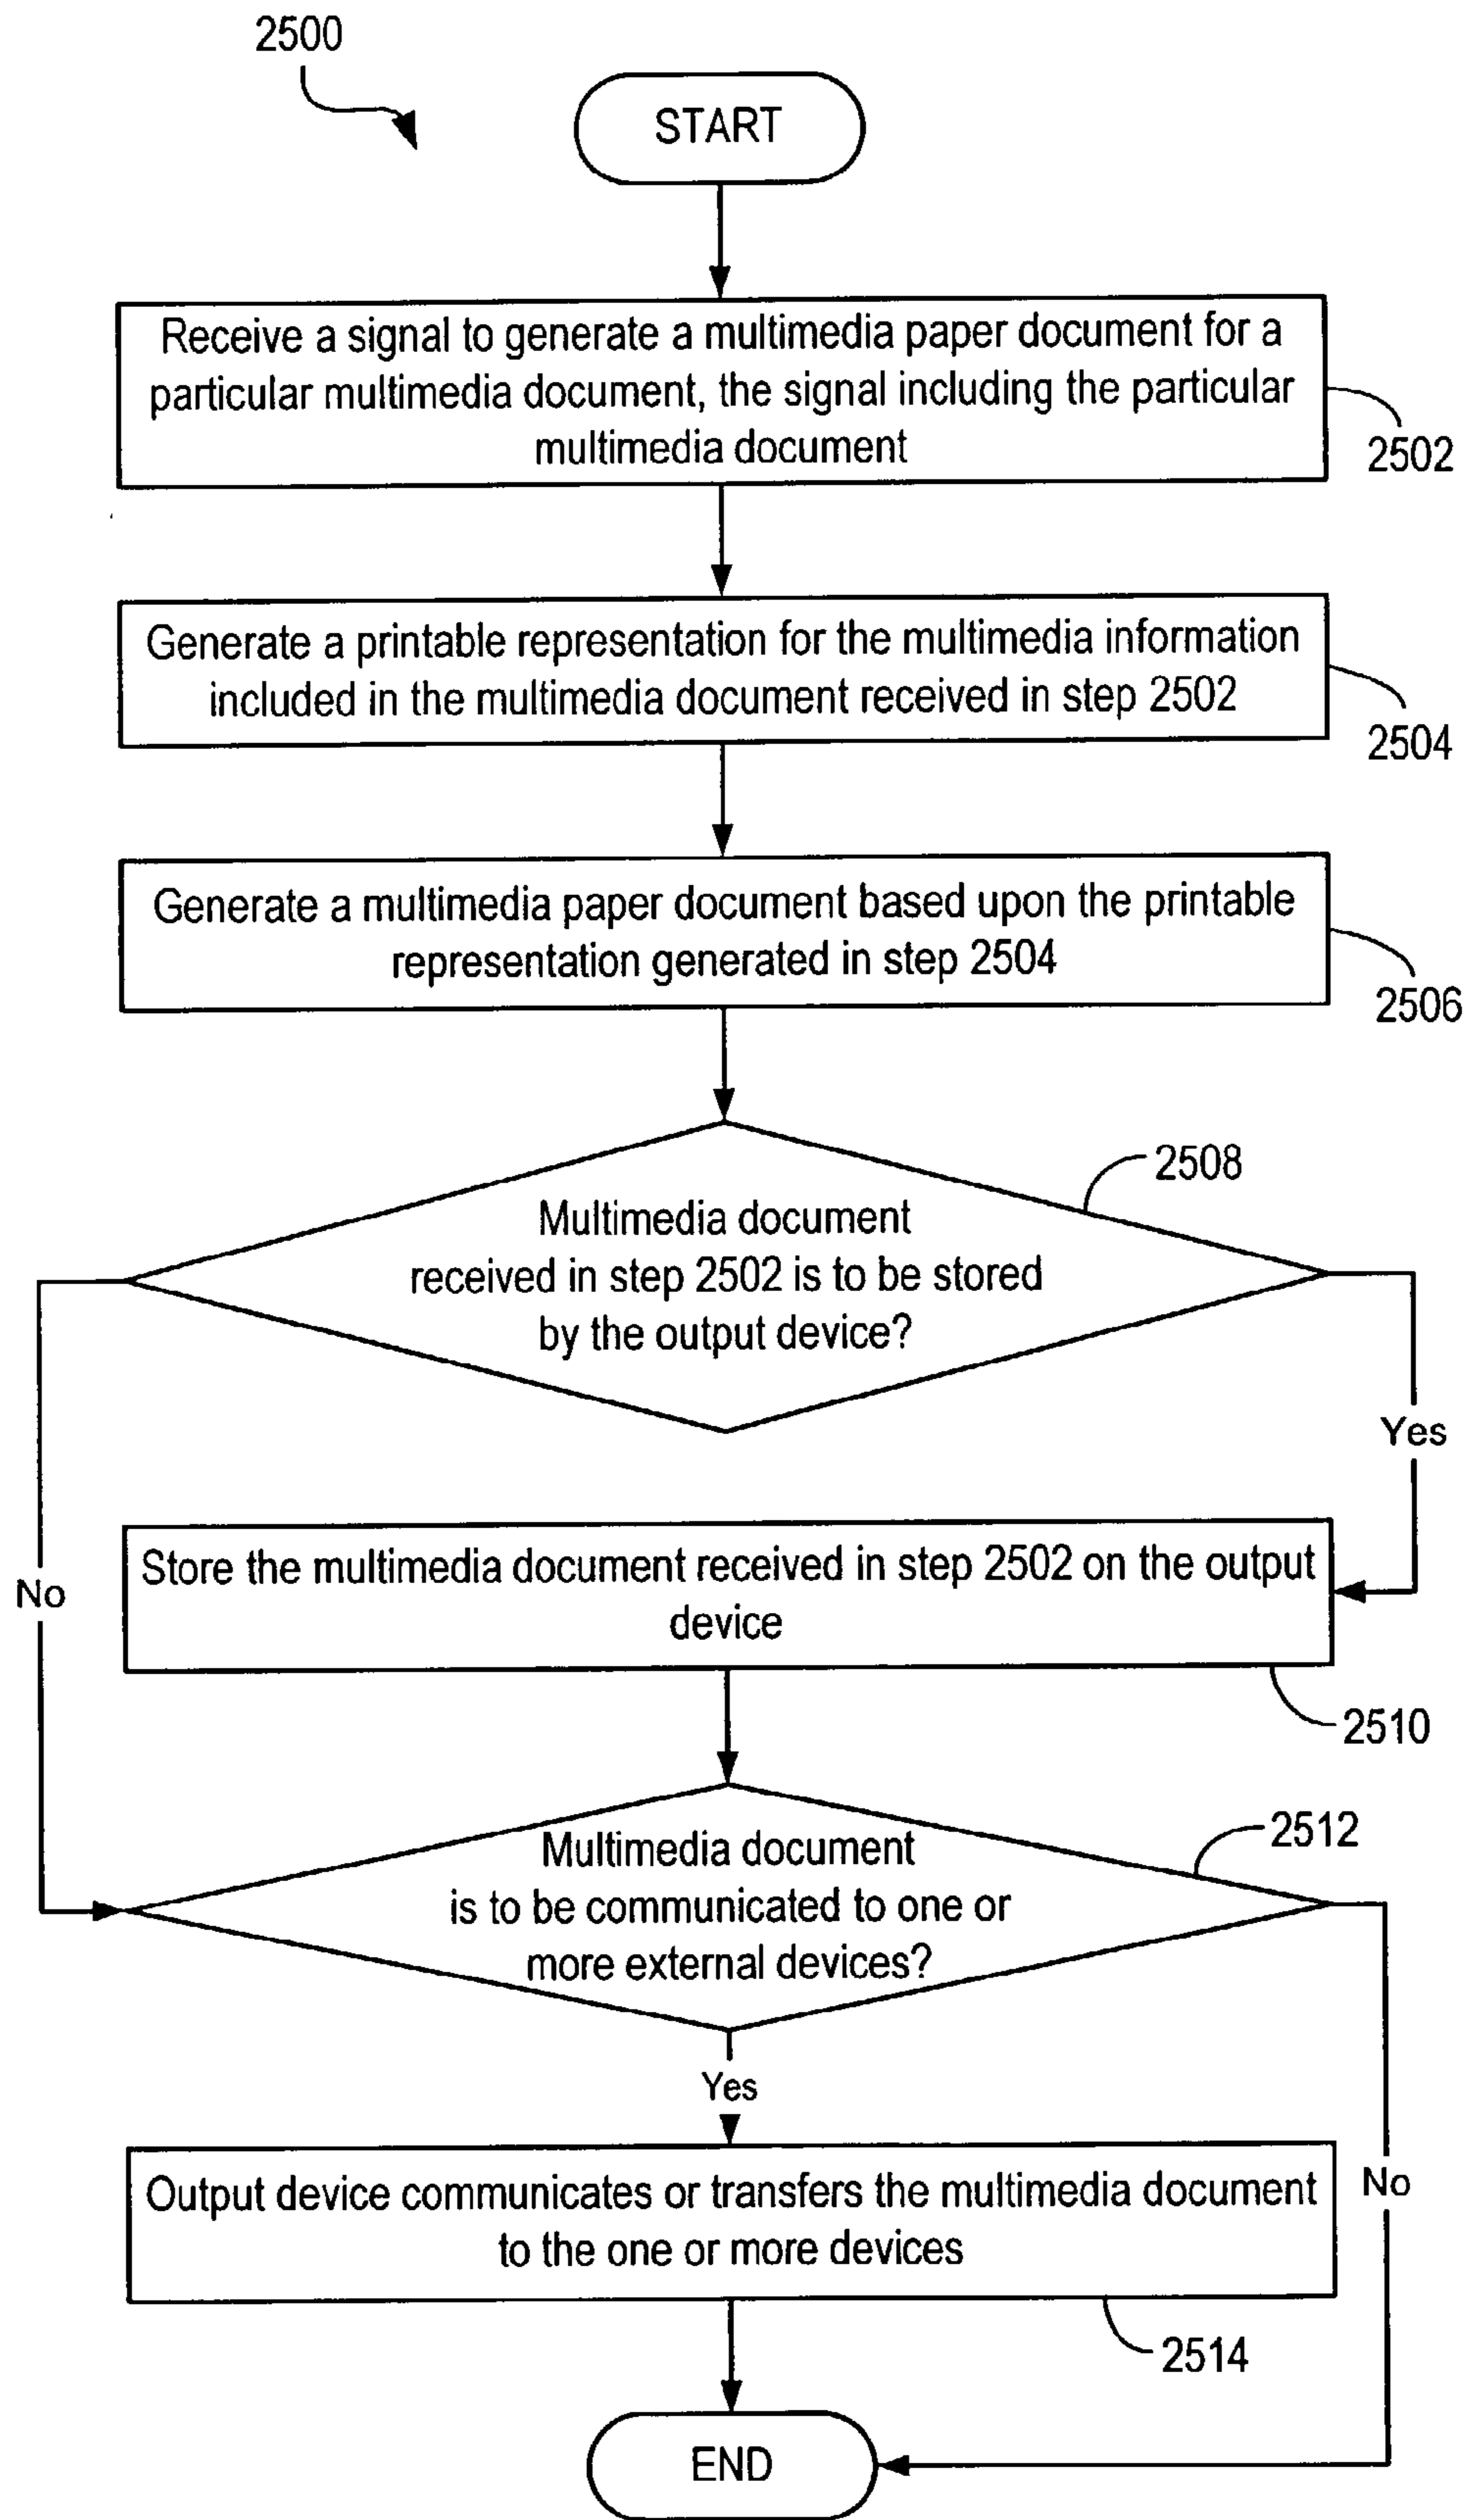 2500
START
Receive a signal to generate a multimedia paper document for a
particular multimedia document, the signal including the particular
multimedia document
2502
Generate a printable representation for the multimedia information
included in the multimedia document received in step 2502
2504
Generate a multimedia paper document based upon the printable
representation generated in step 2504
2506
2508
Multimedia document
received in step 2502 is to be stored
by the output device?
Yes
No
Store the multimedia document received in step 2502 on the output
device
2510
2512
Multimedia document
is to be communicated to one or
more external devices?
Yes
No
Output device communicates or transfers the multimedia document
to the one or more devices
2514
END